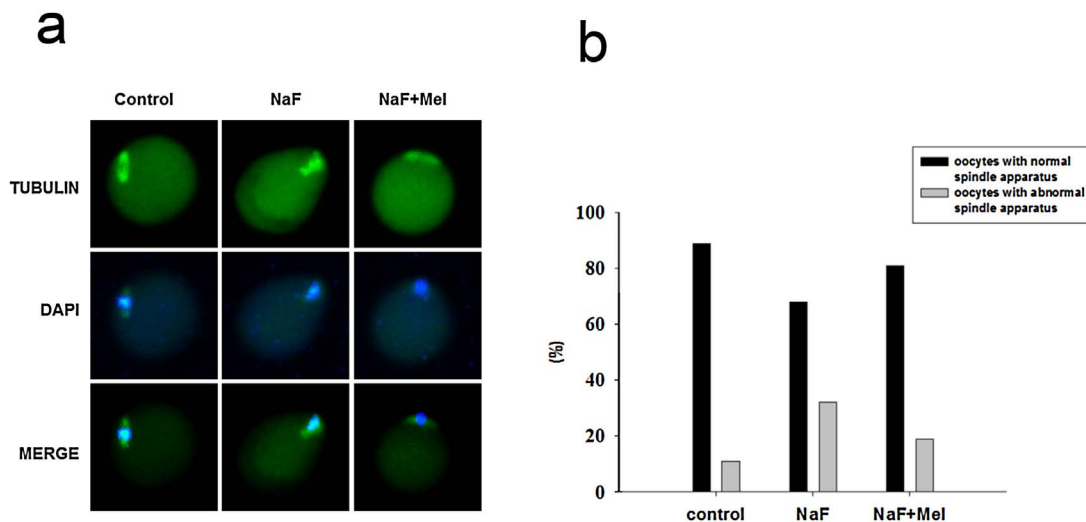 a
Control NaF NaF+Mel
TUBULIN
DAPI
MERGE
b
oocytes with normal
spindle apparatus
oocytes with abnormal
spindle apparatus
100
80
60
40
20
0
(%)
control NaF NaF+Mel